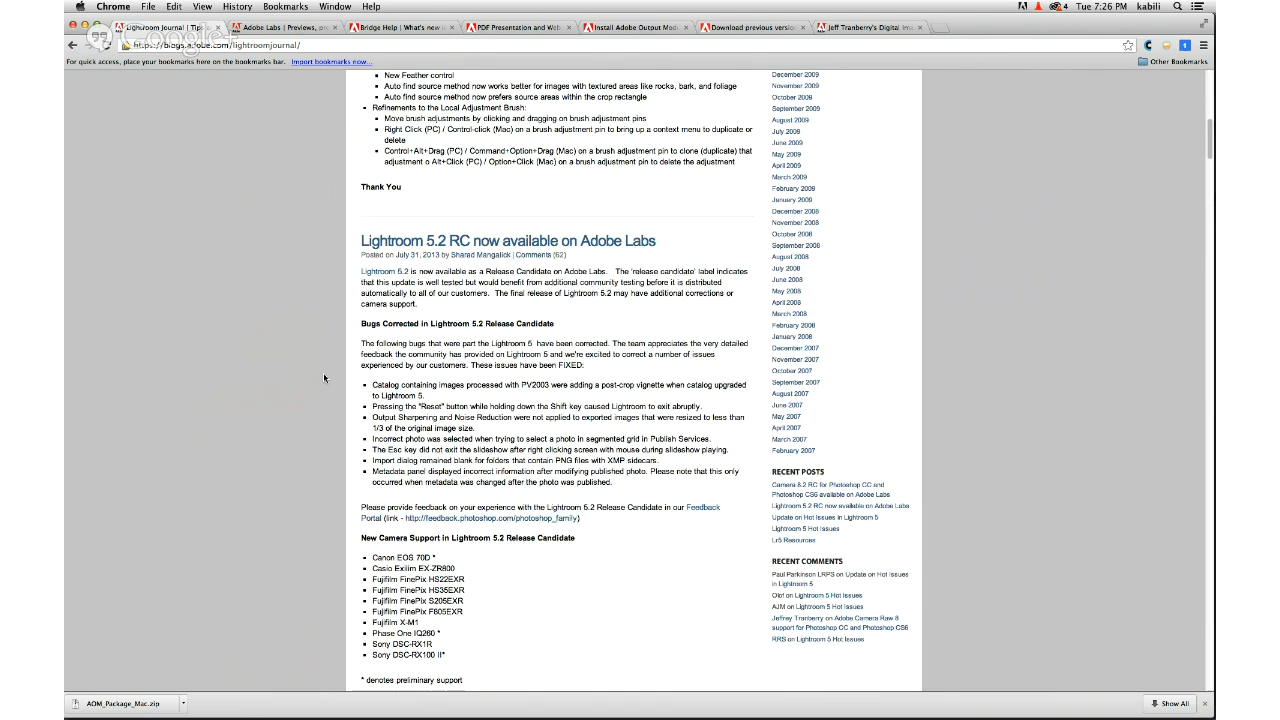 Chrome File Edit View History Bookmarks Window Help
4 Tue 7:26 PM kabili
Lightroom Journal | Tips
Adobe Labs | Previews, pre
Bridge Help | What's new i
PDF Presentation and Web
Install Adobe Output Mod
Download previous version
Jeff Tranberry's Digital Im
Google+
https://blogs.adobe.com/lightroomjournal/
For quick access, place your bookmarks here on the bookmarks bar. Import bookmarks now...
Other Bookmarks
New Feather control
Auto find source method now works better for images with textured areas like rocks, bark, and foliage
Auto find source method now prefers source areas within the crop rectangle
Refinements to the Local Adjustment Brush:
Move brush adjustments by clicking and dragging on brush adjustment pins
Right Click (PC) / Control-click (Mac) on a brush adjustment pin to bring up a context menu to duplicate or
delete
Control+Alt+Drag (PC) / Command+Option+Drag (Mac) on a brush adjustment pin to clone (duplicate) that
adjustment o Alt+Click (PC) / Option+Click (Mac) on a brush adjustment pin to delete the adjustment
Thank You
Lightroom 5.2 RC now available on Adobe Labs
Posted on July 31, 2013 by Sharad Mangalick | Comments (62)
Lightroom 5.2 is now available as a Release Candidate on Adobe Labs. The 'release candidate' label indicates
that this update is well tested but would benefit from additional community testing before it is distributed
automatically to all of our customers. The final release of Lightroom 5.2 may have additional corrections or
camera support.
Bugs Corrected in Lightroom 5.2 Release Candidate
The following bugs that were part the Lightroom 5 have been corrected. The team appreciates the very detailed
feedback the community has provided on Lightroom 5 and we're excited to correct a number of issues
experienced by our customers. These issues have been FIXED:
Catalog containing images processed with PV2003 were adding a post-crop vignette when catalog upgraded
to Lightroom 5.
Pressing the "Reset" button while holding down the Shift key caused Lightroom to exit abruptly.
Output Sharpening and Noise Reduction were not applied to exported images that were resized to less than
1/3 of the original image size.
Incorrect photo was selected when trying to select a photo in segmented grid in Publish Services.
The Esc key did not exit the slideshow after right clicking screen with mouse during slideshow playing.
Import dialog remained blank for folders that contain PNG files with XMP sidecars.
Metadata panel displayed incorrect information after modifying published photo. Please note that this only
occurred when metadata was changed after the photo was published.
Please provide feedback on your experience with the Lightroom 5.2 Release Candidate in our Feedback
Portal (link - http://feedback.photoshop.com/photoshop_family)
New Camera Support in Lightroom 5.2 Release Candidate
Canon EOS 70D *
Casio Exilim EX-ZR800
Fujifilm FinePix HS22EXR
Fujifilm FinePix HS35EXR
Fujifilm FinePix S205EXR
Fujifilm FinePix F605EXR
Fujifilm X-M1
Phase One IQ260 *
Sony DSC-RX1R
Sony DSC-RX100 II*
* denotes preliminary support
December 2009
November 2009
October 2009
September 2009
August 2009
July 2009
June 2009
May 2009
April 2009
March 2009
February 2009
January 2009
December 2008
November 2008
October 2008
September 2008
August 2008
July 2008
June 2008
May 2008
April 2008
March 2008
February 2008
January 2008
December 2007
November 2007
October 2007
September 2007
August 2007
June 2007
May 2007
April 2007
March 2007
February 2007
RECENT POSTS
Camera 8.2 RC for Photoshop CC and
Photoshop CS6 available on Adobe Labs
Lightroom 5.2 RC now available on Adobe Labs
Update on Hot Issues in Lightroom 5
Lightroom 5 Hot Issues
Lr5 Resources
RECENT COMMENTS
Paul Parkinson LRPS on Update on Hot Issues
in Lightroom 5
Olof on Lightroom 5 Hot Issues
AJM on Lightroom 5 Hot Issues
Jeffrey Tranberry on Adobe Camera Raw 8
support for Photoshop CC and Photoshop CS6
RRS on Lightroom 5 Hot Issues
AOM_Package_Mac.zip
Show All